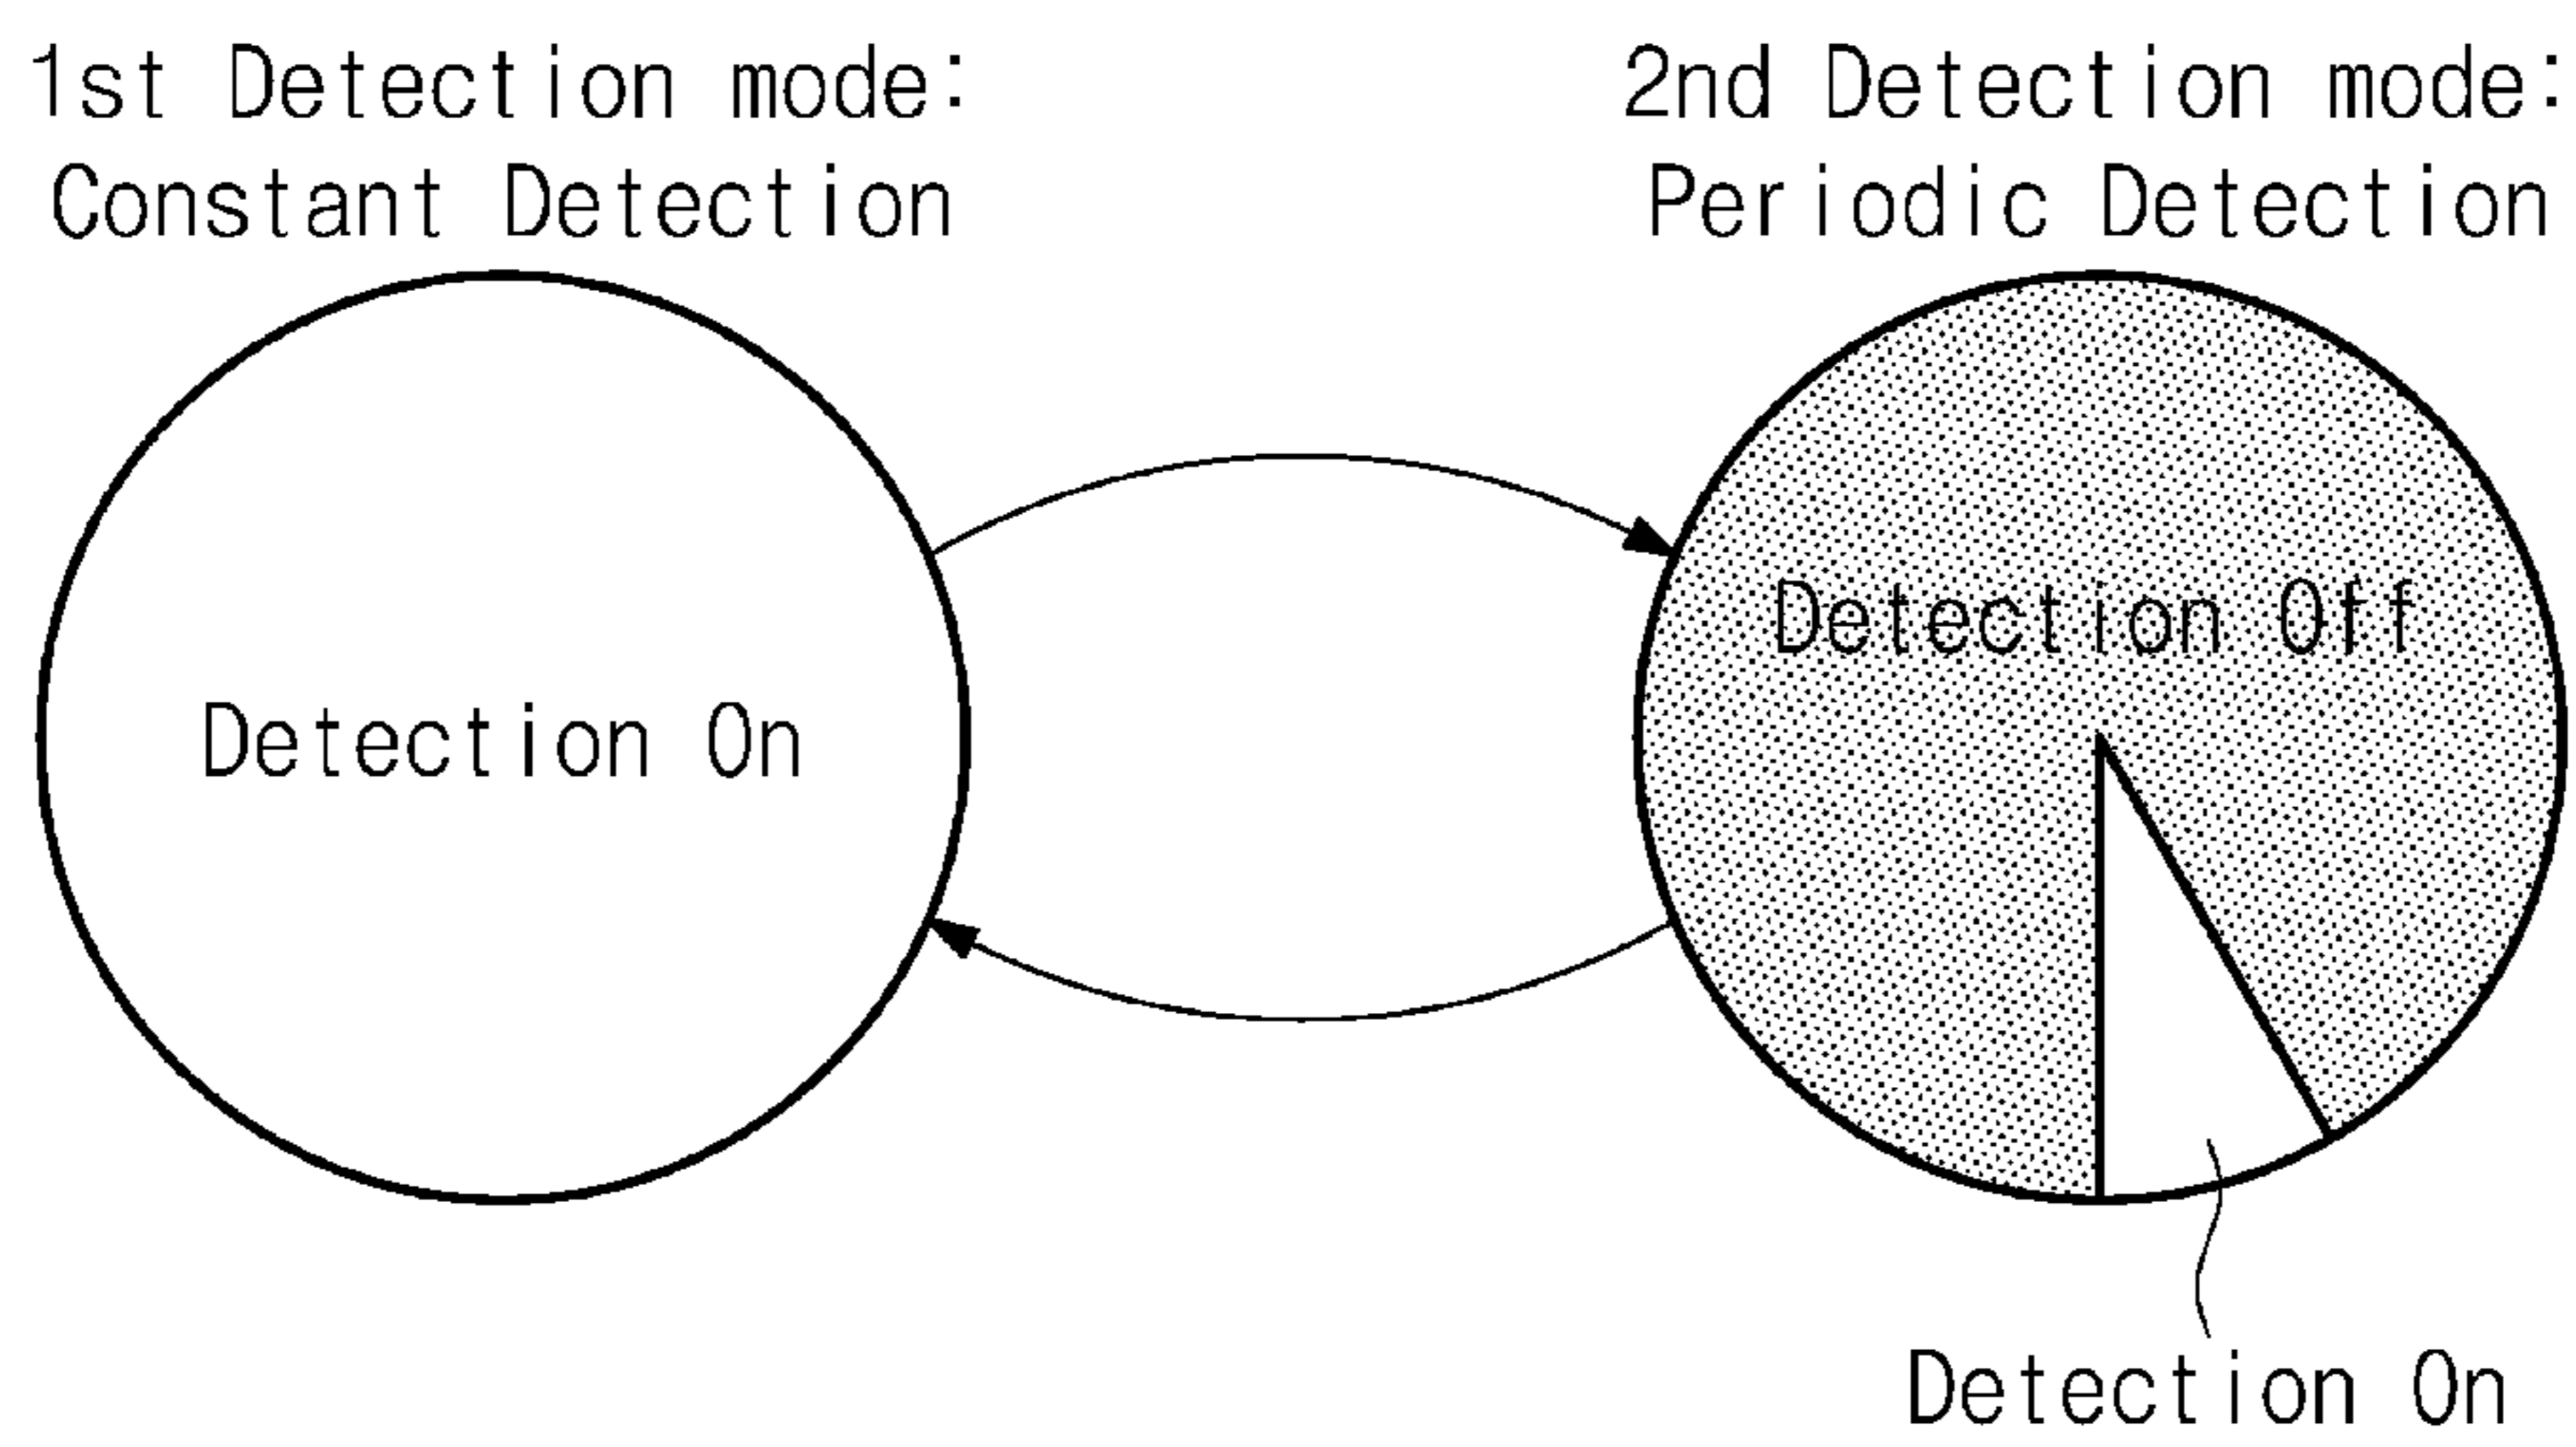 1st Detection mode:
Constant Detection
2nd Detection mode:
Periodic Detection
Detection On
Detection Off
Detection On